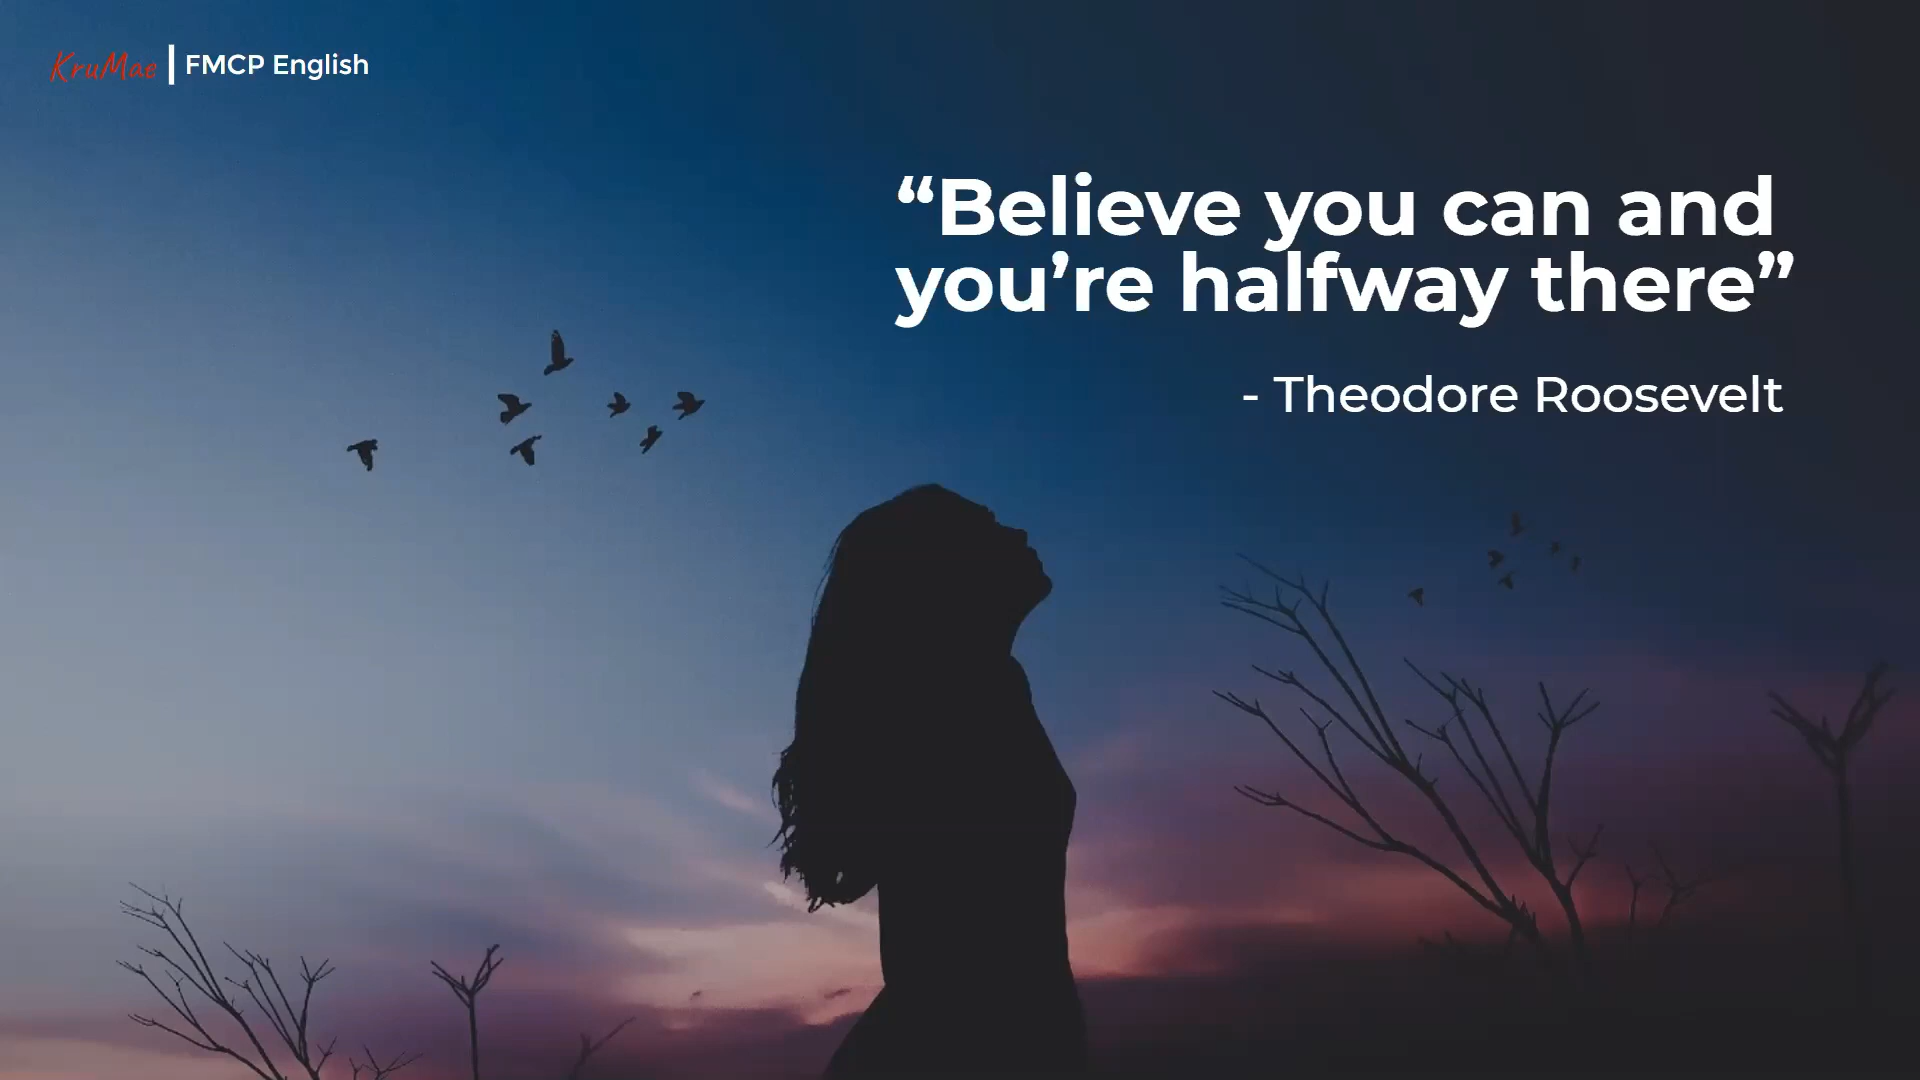 KruMae | FMCP English
“Believe you can and
you’re halfway there”
- Theodore Roosevelt